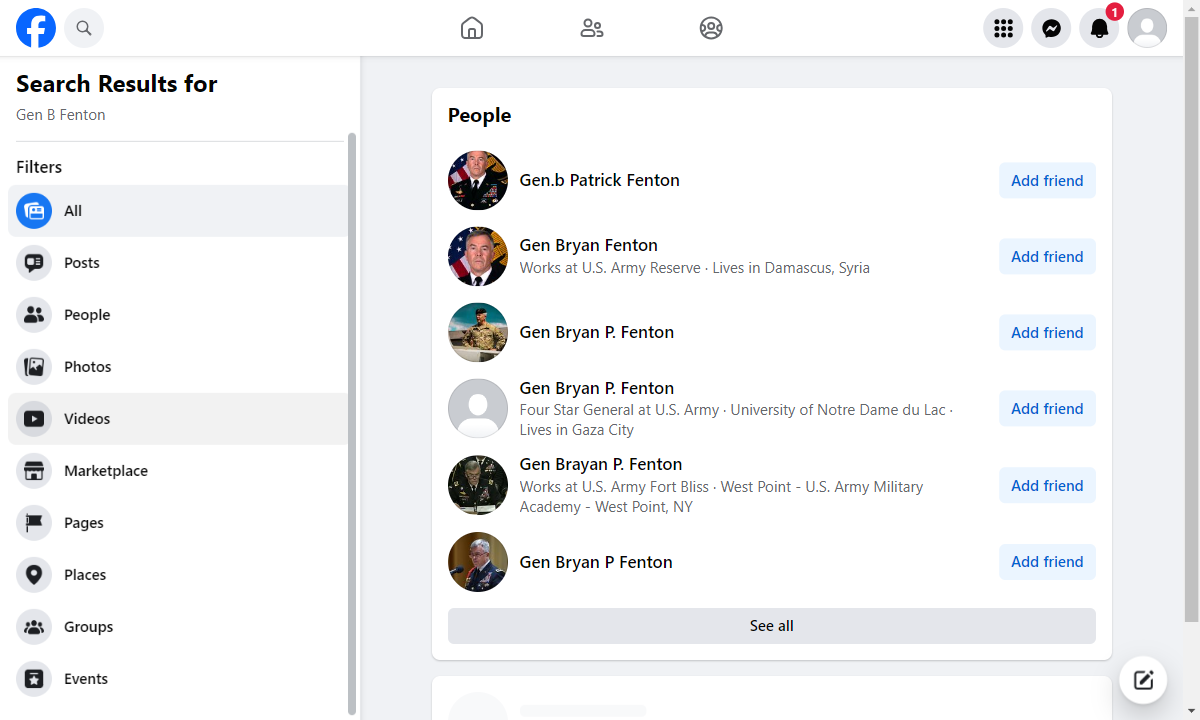 1
Search Results for
Gen B Fenton
Filters
All
Posts
People
Photos
Videos
Marketplace
Pages
Places
Groups
Events
People
Gen.b Patrick Fenton
Add friend
Gen Bryan Fenton
Works at U.S. Army Reserve · Lives in Damascus, Syria
Add friend
Gen Bryan P. Fenton
Add friend
Gen Bryan P. Fenton
Four Star General at U.S. Army · University of Notre Dame du Lac ·
Lives in Gaza City
Add friend
Gen Brayan P. Fenton
Works at U.S. Army Fort Bliss · West Point - U.S. Army Military
Academy - West Point, NY
Add friend
Gen Bryan P Fenton
Add friend
See all